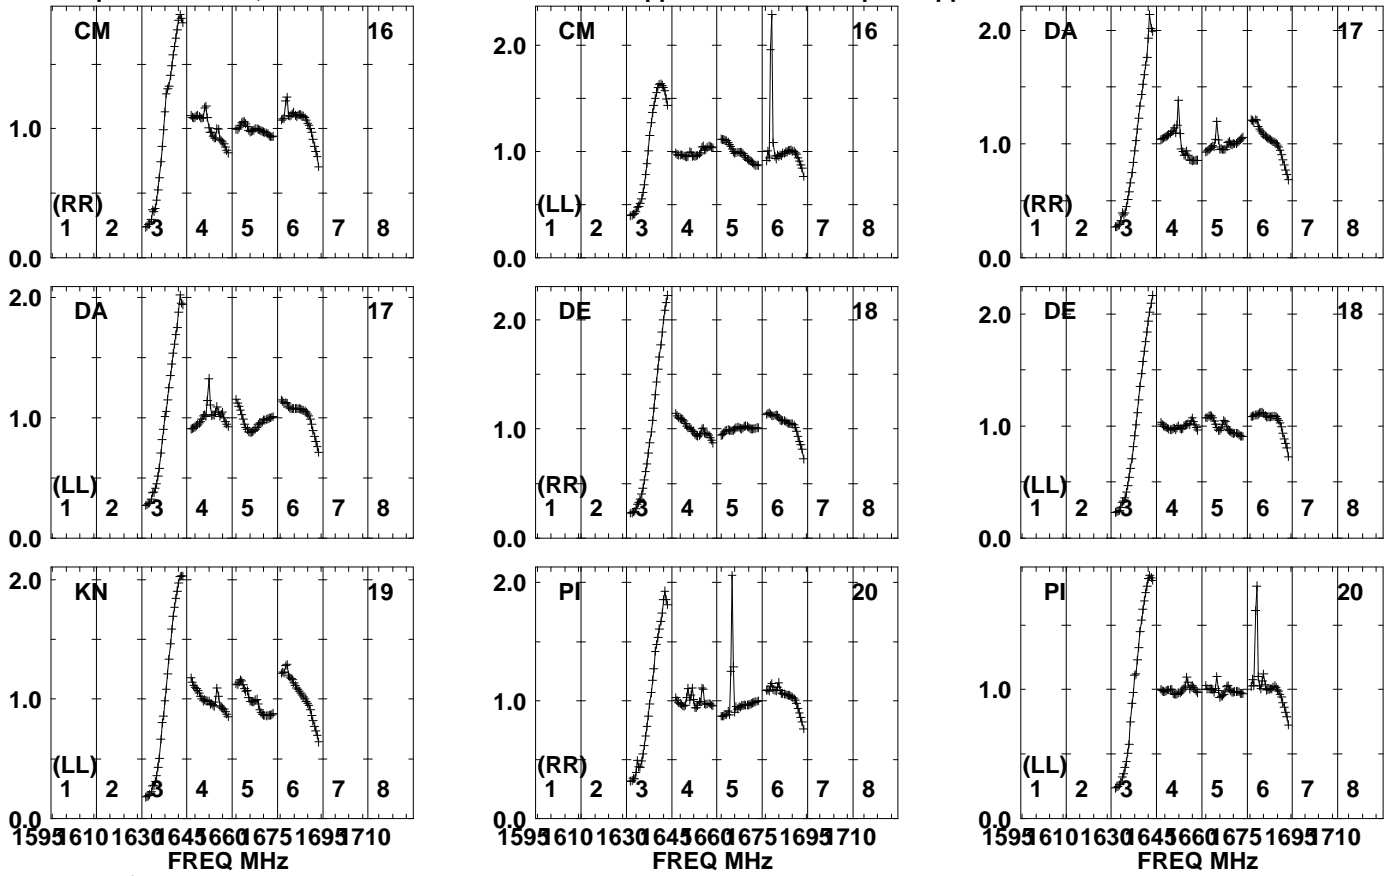 CM 16 CM 16 DA 17
2.0 2.0
1.0 1.0 1.0
(RR) (LL) (RR)
1 2 3 4 5 6 7 8 1 2 3 4 5 6 7 8 1 2 3 4 5 6 7 8
0.0 0.0 0.0
2.0 DA 17 DE 18 DE 18
2.0 2.0
1.0 1.0 1.0
(LL) (RR) (LL)
1 2 3 4 5 6 7 8 1 2 3 4 5 6 7 8 1 2 3 4 5 6 7 8
0.0 0.0 0.0
2.0 KN 19 2.0 PI 20 PI 20
1.0 1.0 1.0
(LL) (RR) (LL)
1 2 3 4 5 6 7 8 1 2 3 4 5 6 7 8 1 2 3 4 5 6 7 8
0.0 0.0 0.0
1595 1610 1630 1645 1660 1675 1695 1710 1595 1610 1630 1645 1660 1675 1695 1710 1595 1610 1630 1645 1660 1675 1695 1710
FREQ MHz FREQ MHz FREQ MHz